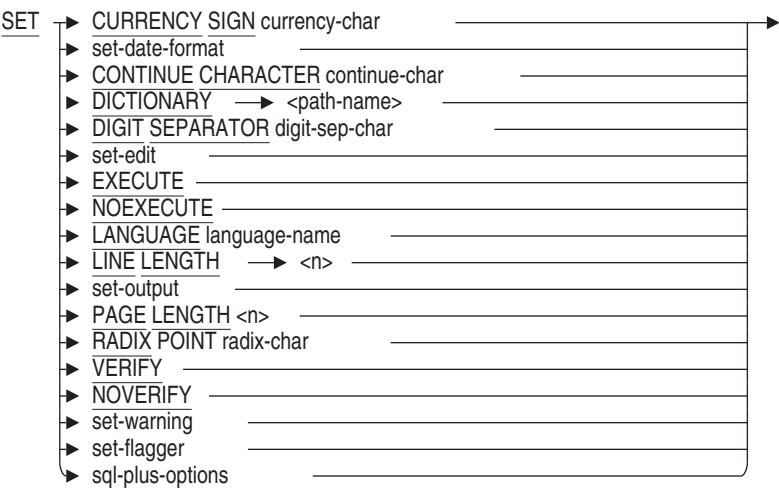 SET CURRENCY SIGN currency-char
set-date-format
CONTINUE CHARACTER continue-char
DICTIONARY <path-name>
DIGIT SEPARATOR digit-sep-char
set-edit
EXECUTE
NOEXECUTE
LANGUAGE language-name
LINE LENGTH <n>
set-output
PAGE LENGTH <n>
RADIX POINT radix-char
VERIFY
NOVERIFY
set-warning
set-flagger
sql-plus-options